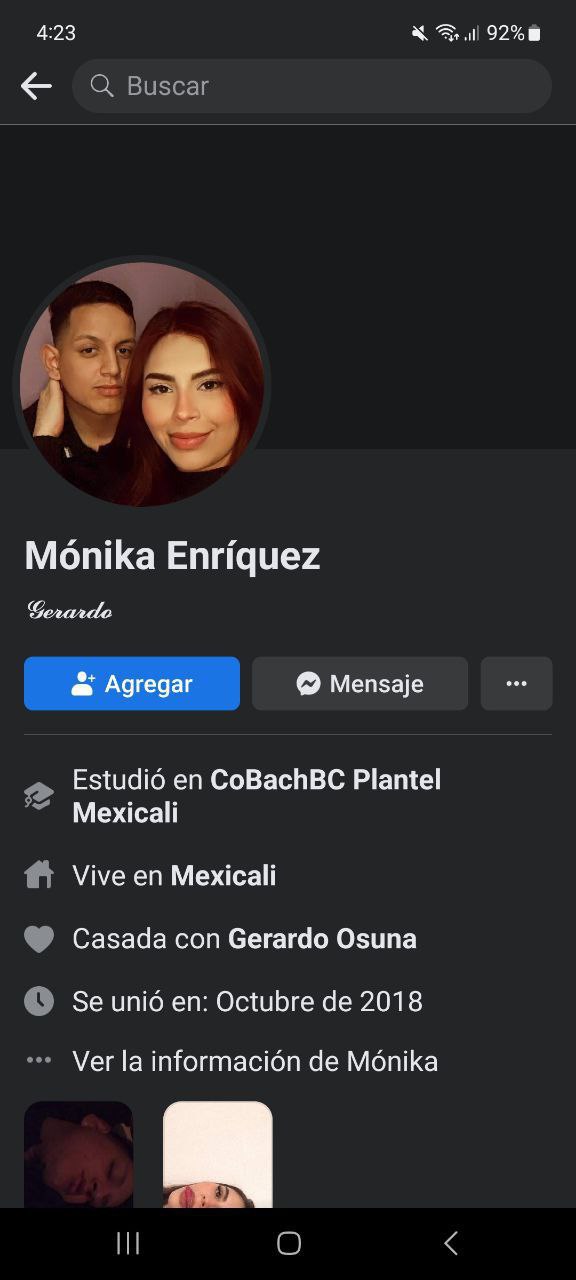 4:23
92%
Buscar
Mónika Enríquez
𝒢ℯ𝓇𝒶𝓇𝒹ℴ
Agregar
Mensaje
Estudió en CoBachBC Plantel
Mexicali
Vive en Mexicali
Casada con Gerardo Osuna
Se unió en: Octubre de 2018
Ver la información de Mónika